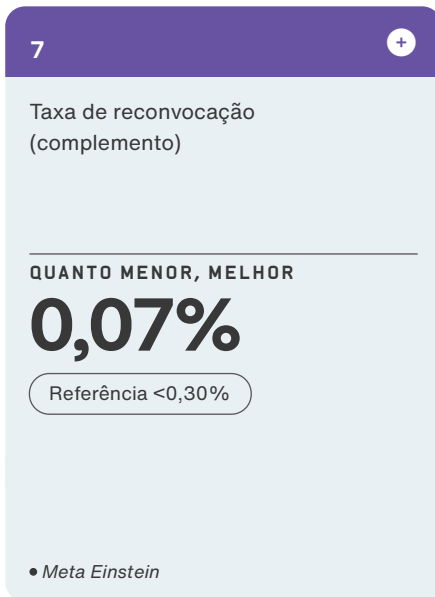 7
+
Taxa de reconvocação
(complemento)
QUANTO MENOR, MELHOR
0,07%
Referência <0,30%
• Meta Einstein